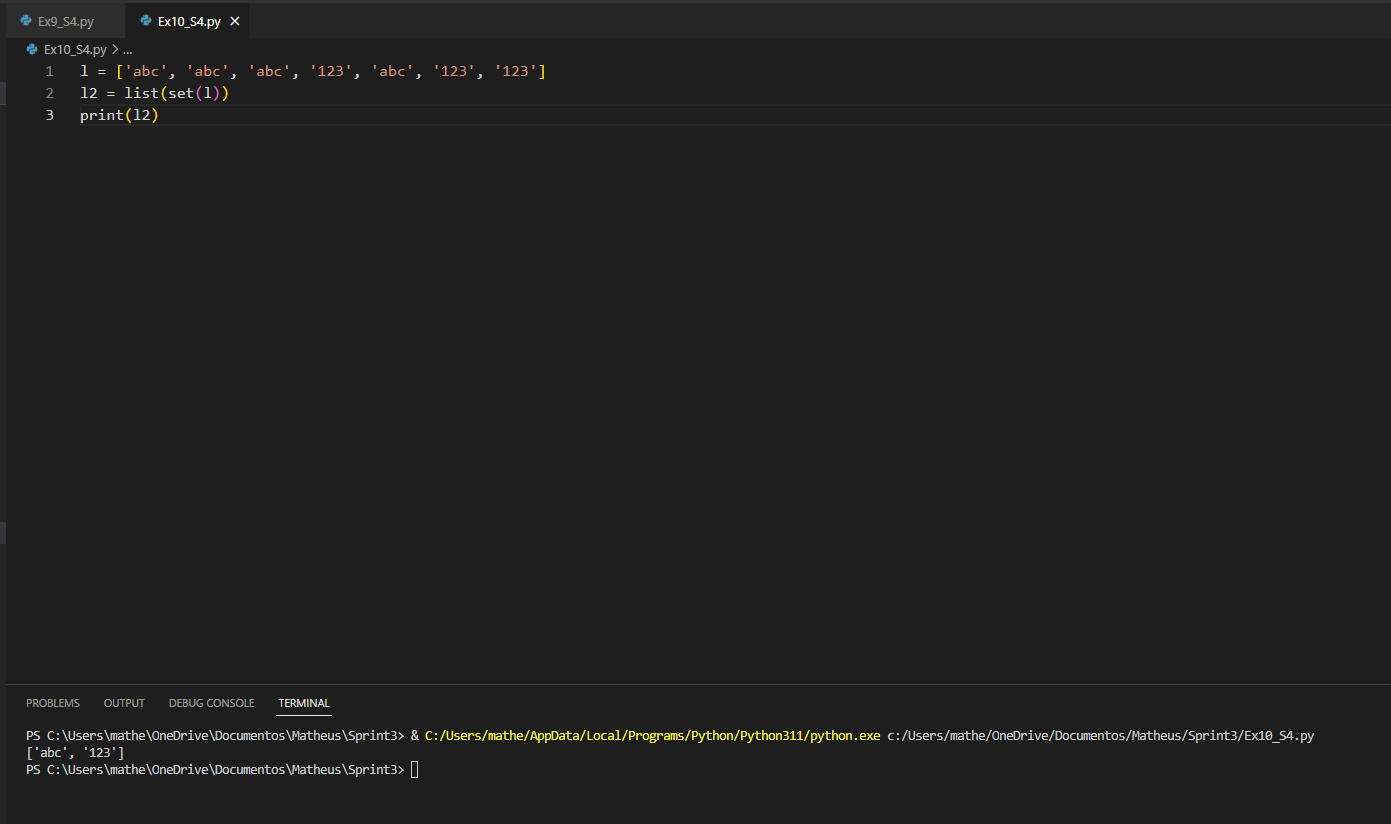 Ex9_S4.py Ex10_S4.py
Ex10_S4.py > ...
1 l = ['abc', 'abc', 'abc', '123', 'abc', '123', '123']
2 l2 = list(set(l))
3 print(l2)
PROBLEMS OUTPUT DEBUG CONSOLE TERMINAL
PS C:\Users\mathe\OneDrive\Documentos\Matheus\Sprint3> & C:/Users/mathe/AppData/Local/Programs/Python/Python311/python.exe c:/Users/mathe/OneDrive/Documentos/Matheus/Sprint3/Ex10_S4.py
['abc', '123']
PS C:\Users\mathe\OneDrive\Documentos\Matheus\Sprint3>